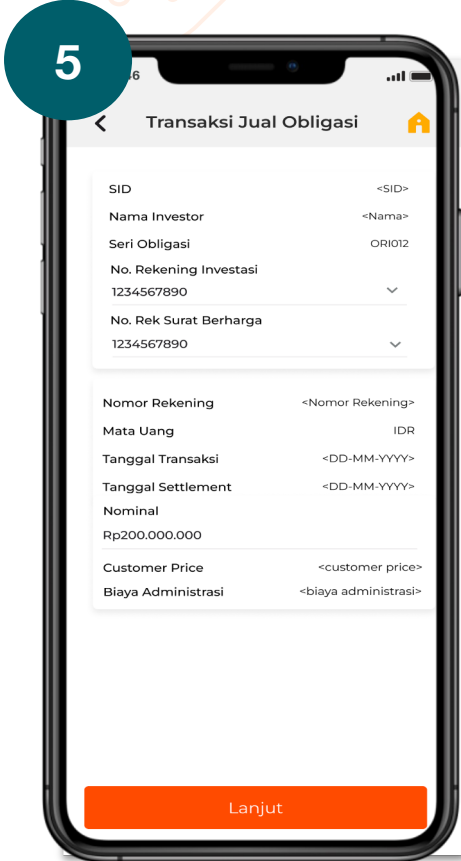 5
Transaksi Jual Obligasi
SID <SID>
Nama Investor <Nama>
Seri Obligasi ORI012
No. Rekening Investasi
1234567890
No. Rek Surat Berharga
1234567890
Nomor Rekening <Nomor Rekening>
Mata Uang IDR
Tanggal Transaksi <DD-MM-YYYY>
Tanggal Settlement <DD-MM-YYYY>
Nominal
Rp200.000.000
Customer Price <customer price>
Biaya Administrasi <biaya administrasi>
Lanjut